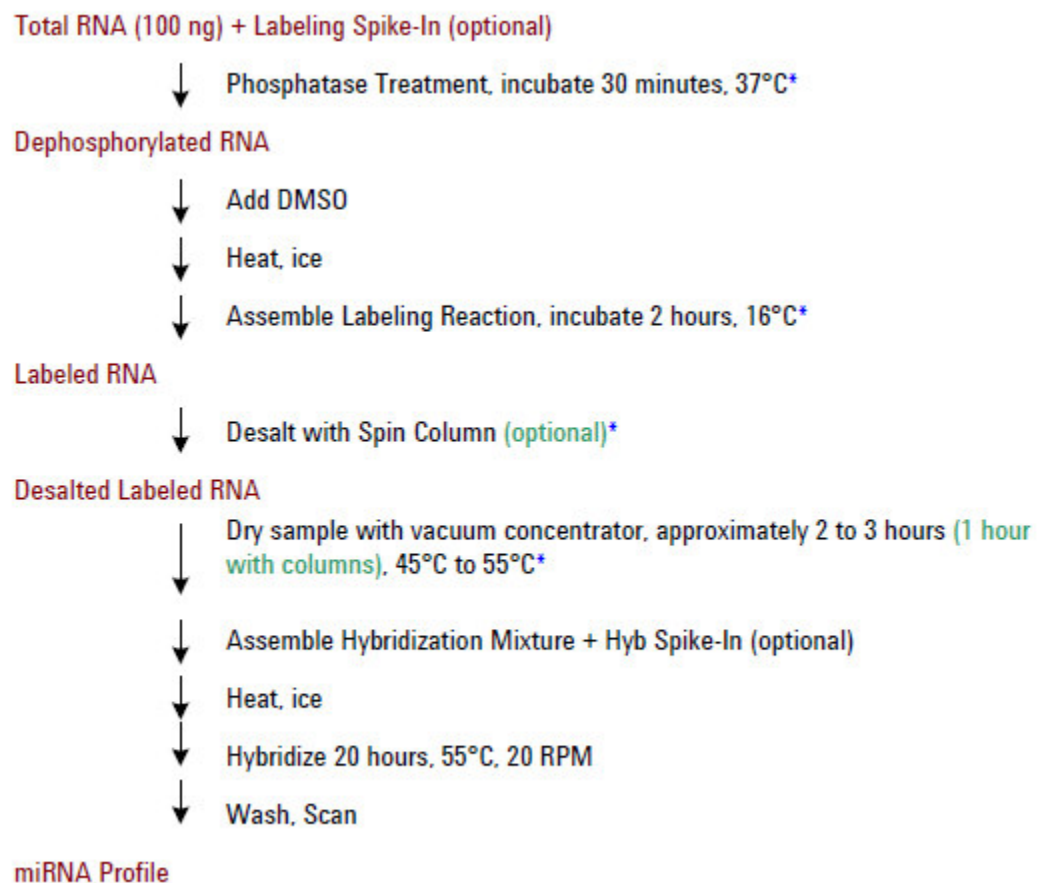 Total RNA (100 ng) + Labeling Spike-In (optional)
Phosphatase Treatment, incubate 30 minutes, 37°C*
Dephosphorylated RNA
Add DMSO
Heat, ice
Assemble Labeling Reaction, incubate 2 hours, 16°C*
Labeled RNA
Desalt with Spin Column (optional)*
Desalted Labeled RNA
Dry sample with vacuum concentrator, approximately 2 to 3 hours (1 hour
with columns), 45°C to 55°C*
Assemble Hybridization Mixture + Hyb Spike-In (optional)
Heat, ice
Hybridize 20 hours, 55°C, 20 RPM
Wash, Scan
miRNA Profile